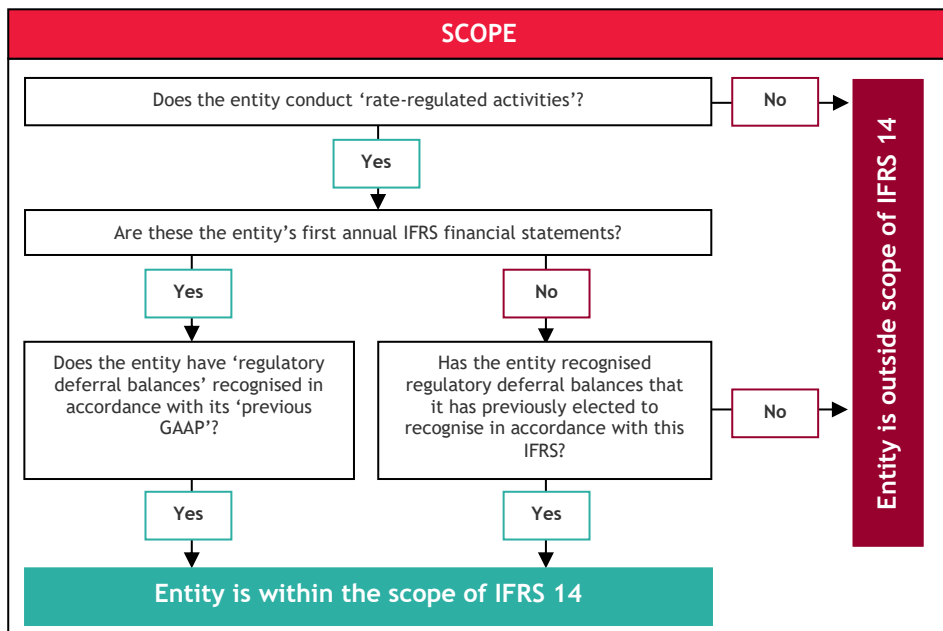 SCOPE
Does the entity conduct ‘rate-regulated activities’?
No
Yes
Are these the entity’s first annual IFRS financial statements?
Yes
No
Does the entity have ‘regulatory
deferral balances’ recognised in
accordance with its ‘previous
GAAP’?
Has the entity recognised
regulatory deferral balances that
it has previously elected to
recognise in accordance with this
IFRS?
No
Yes
Yes
Entity is within the scope of IFRS 14
Entity is outside scope of IFRS 14